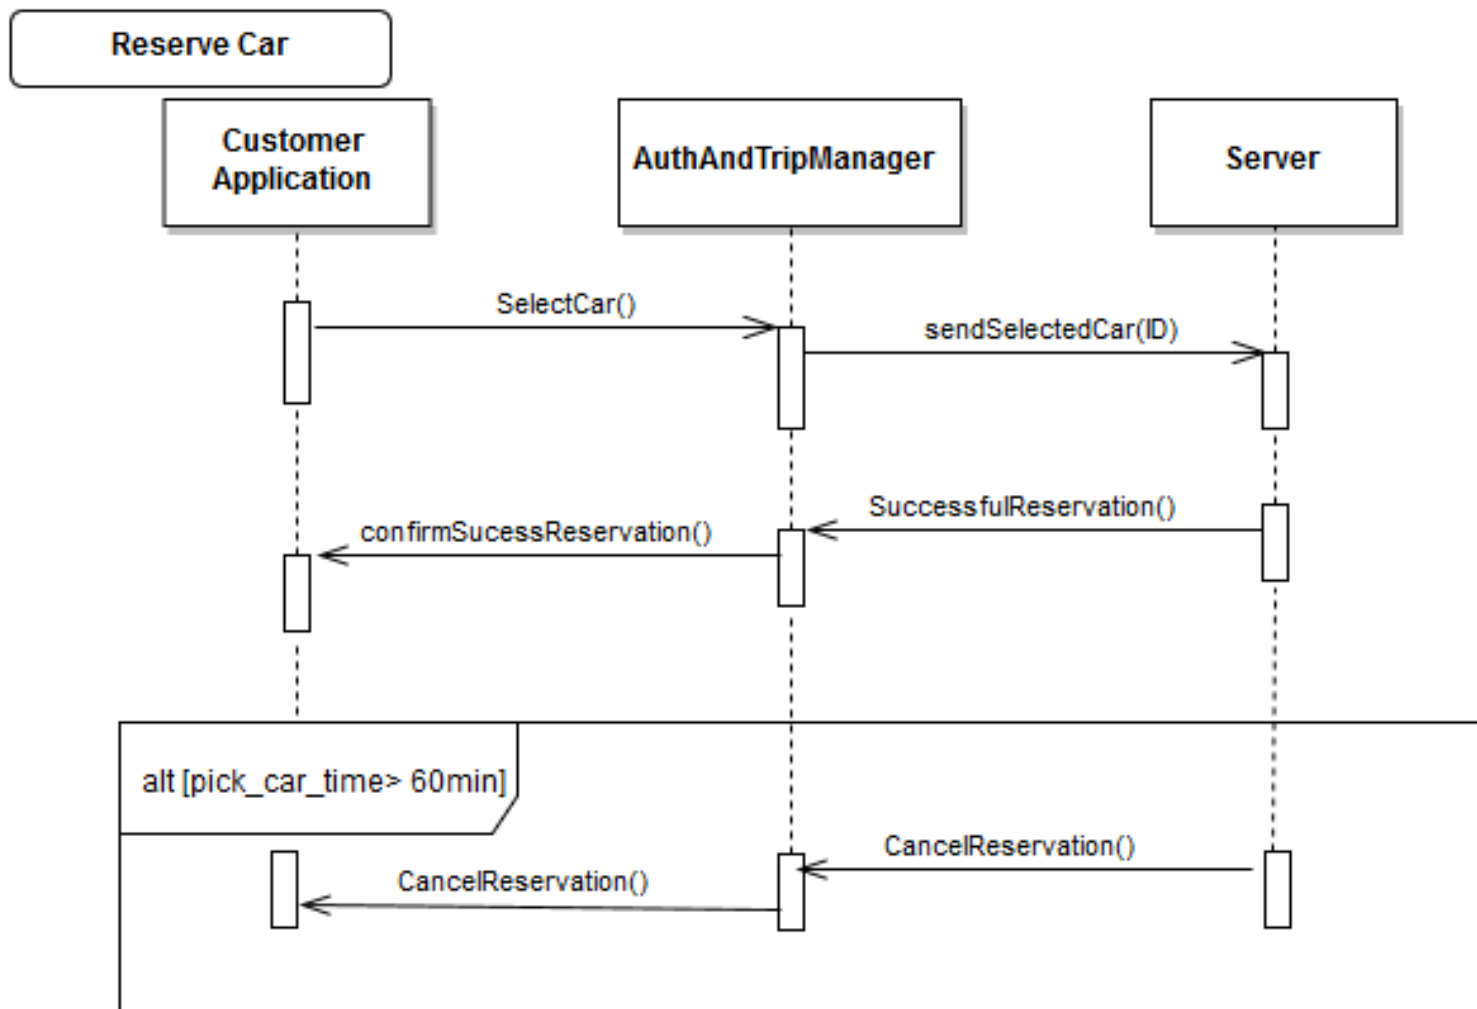 Reserve Car
Customer
Application
AuthAndTripManager
Server
SelectCar()
sendSelectedCar(ID)
SuccessfulReservation()
confirmSucessReservation()
alt [pick_car_time> 60min]
CancelReservation()
CancelReservation()